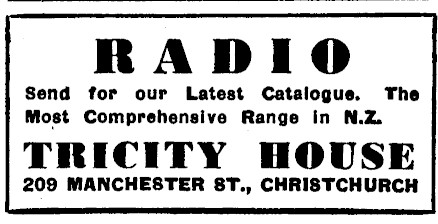 RADIO
Send for our Latest Catalogue. The
Most Comprehensive Range in N.Z.
TRICITY HOUSE
209 MANCHESTER ST., CHRISTCHURCH